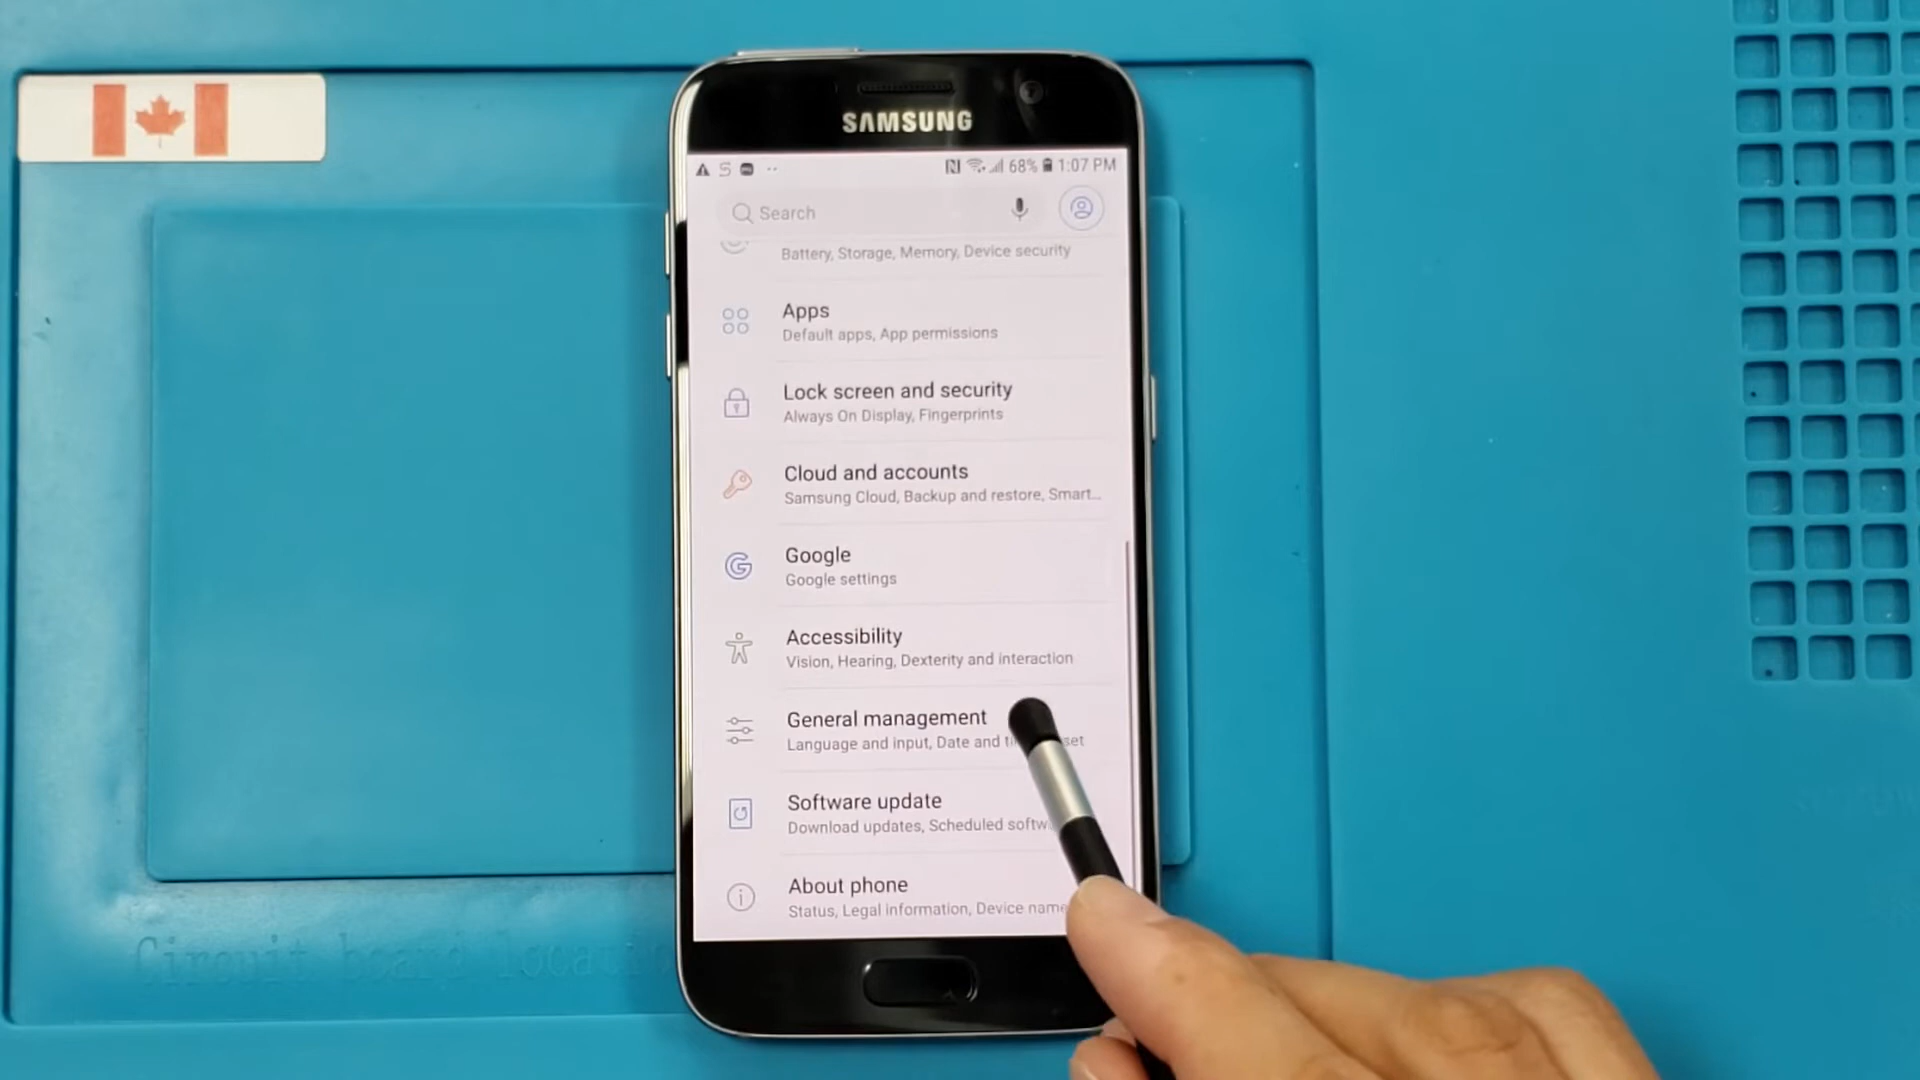 SAMSUNG
68% 1:07 PM
Search
Battery, Storage, Memory, Device security
Apps
Default apps, App permissions
Lock screen and security
Always On Display, Fingerprints
Cloud and accounts
Samsung Cloud, Backup and restore, Smart...
Google
Google settings
Accessibility
Vision, Hearing, Dexterity and interaction
General management
Language and input, Date and
Software update
Download updates, Scheduled
About phone
Status, Legal information, Device name
Circuit board